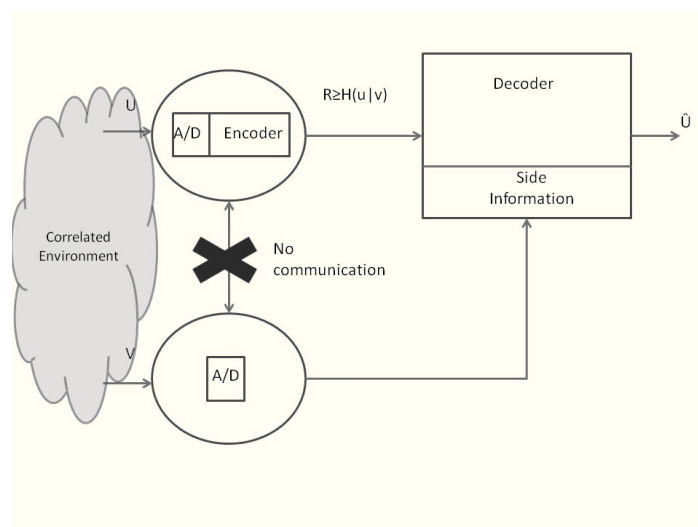 U
A/D
Encoder
R≥H(u|v)
Decoder
Û
Side
Information
Correlated
Environment
No
communication
V
A/D